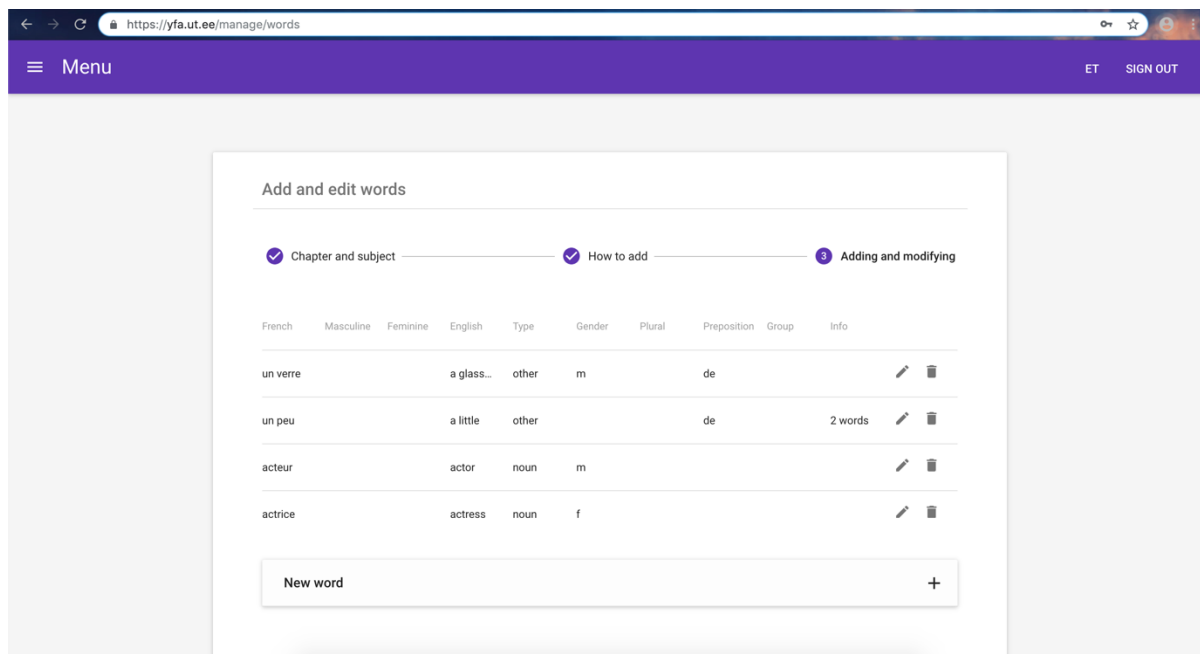 https://yfa.ut.ee/manage/words
Menu ET SIGN OUT
Add and edit words
Chapter and subject How to add 3 Adding and modifying
French Masculine Feminine English Type Gender Plural Preposition Group Info
un verre a glass... other m de
un peu a little other de 2 words
acteur actor noun m
actrice actress noun f
New word +